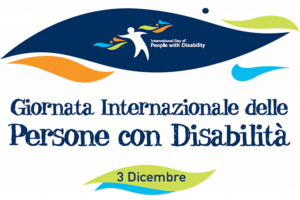 International Day of
People with Disability
Giornata Internazionale delle
Persone con Disabilità
3 Dicembre